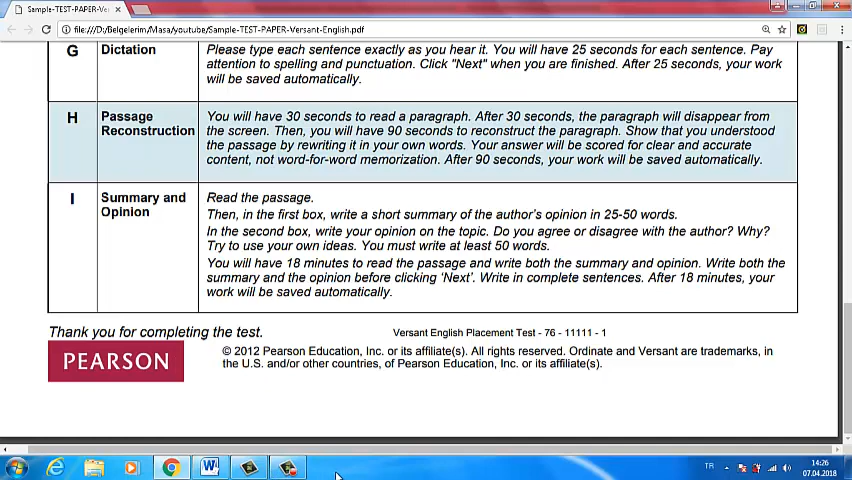 Sample-TEST-PAPER-Versant-
file:///D:/Belgelerim/Masa/youtube/Sample-TEST-PAPER-Versant-English.pdf
G Dictation Please type each sentence exactly as you hear it. You will have 25 seconds for each sentence. Pay
attention to spelling and punctuation. Click "Next" when you are finished. After 25 seconds, your work
will be saved automatically.
H Passage Reconstruction You will have 30 seconds to read a paragraph. After 30 seconds, the paragraph will disappear from
the screen. Then, you will have 90 seconds to reconstruct the paragraph. Show that you understood
the passage by rewriting it in your own words. Your answer will be scored for clear and accurate
content, not word-for-word memorization. After 90 seconds, your work will be saved automatically.
I Summary and Opinion Read the passage.
Then, in the first box, write a short summary of the author's opinion in 25-50 words.
In the second box, write your opinion on the topic. Do you agree or disagree with the author? Why?
Try to use your own ideas. You must write at least 50 words.
You will have 18 minutes to read the passage and write both the summary and opinion. Write both the
summary and the opinion before clicking 'Next'. Write in complete sentences. After 18 minutes, your
work will be saved automatically.
Thank you for completing the test. Versant English Placement Test - 76 - 11111 - 1
PEARSON
© 2012 Pearson Education, Inc. or its affiliate(s). All rights reserved. Ordinate and Versant are trademarks, in
the U.S. and/or other countries, of Pearson Education, Inc. or its affiliate(s).
TR
14:26
07.04.2018